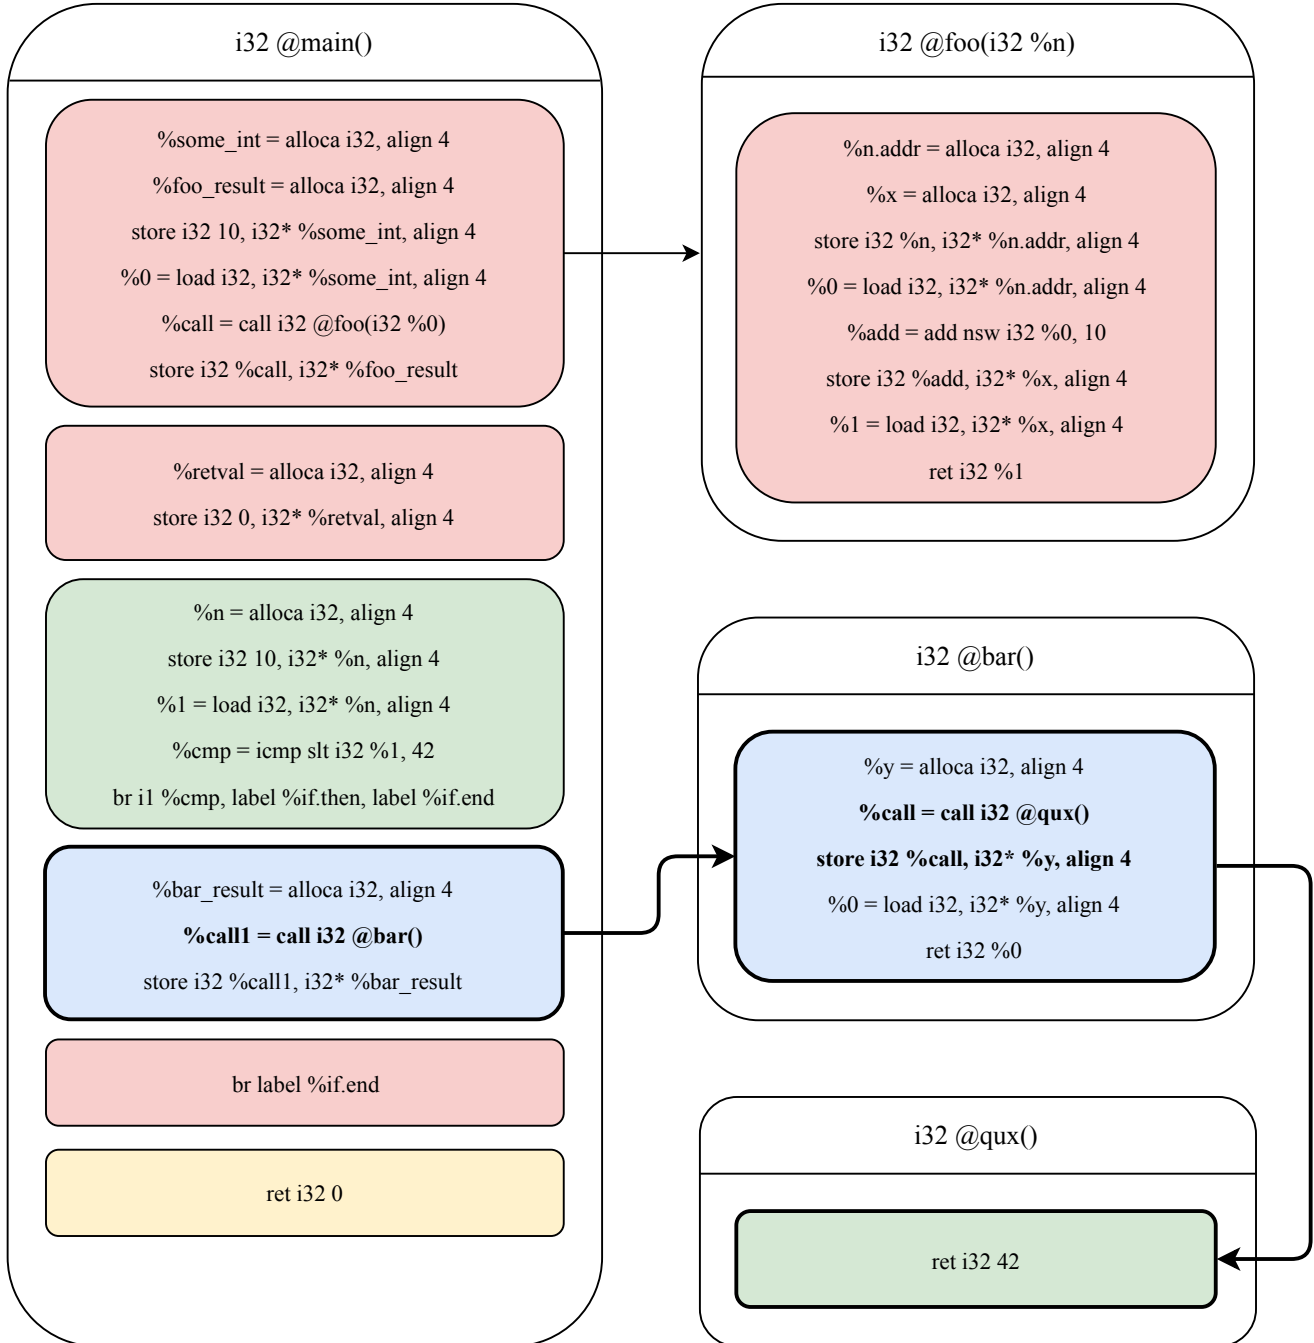 i32 @main()
%some_int = alloca i32, align 4
%foo_result = alloca i32, align 4
store i32 10, i32* %some_int, align 4
%0 = load i32, i32* %some_int, align 4
%call = call i32 @foo(i32 %0)
store i32 %call, i32* %foo_result
%retval = alloca i32, align 4
store i32 0, i32* %retval, align 4
%n = alloca i32, align 4
store i32 10, i32* %n, align 4
%1 = load i32, i32* %n, align 4
%cmp = icmp slt i32 %1, 42
br i1 %cmp, label %if.then, label %if.end
%bar_result = alloca i32, align 4
%call1 = call i32 @bar()
store i32 %call1, i32* %bar_result
br label %if.end
ret i32 0
i32 @foo(i32 %n)
%n.addr = alloca i32, align 4
%x = alloca i32, align 4
store i32 %n, i32* %n.addr, align 4
%0 = load i32, i32* %n.addr, align 4
%add = add nsw i32 %0, 10
store i32 %add, i32* %x, align 4
%1 = load i32, i32* %x, align 4
ret i32 %1
i32 @bar()
%y = alloca i32, align 4
%call = call i32 @qux()
store i32 %call, i32* %y, align 4
%0 = load i32, i32* %y, align 4
ret i32 %0
i32 @qux()
ret i32 42